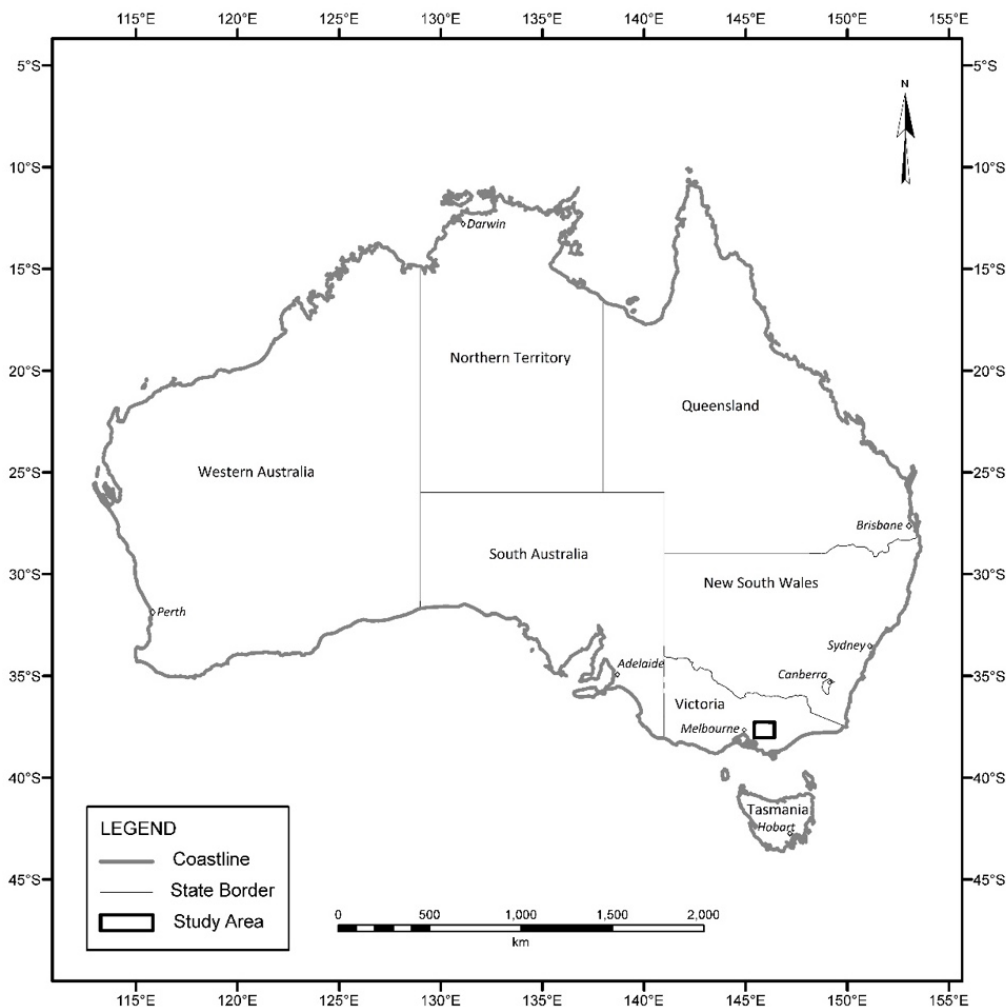 115°E 120°E 125°E 130°E 135°E 140°E 145°E 150°E 155°E
5°S 5°S
N
10°S 10°S
Darwin
15°S 15°S
Northern Territory
20°S 20°S
Queensland
Western Australia
25°S 25°S
Brisbane
South Australia
30°S 30°S
New South Wales
Perth
Sydney
35°S 35°S
Adelaide
Canberra
Victoria
Melbourne
40°S 40°S
Tasmania
Hobart
LEGEND
Coastline
State Border
Study Area
45°S 45°S
0 500 1,000 1,500 2,000
km
115°E 120°E 125°E 130°E 135°E 140°E 145°E 150°E 155°E